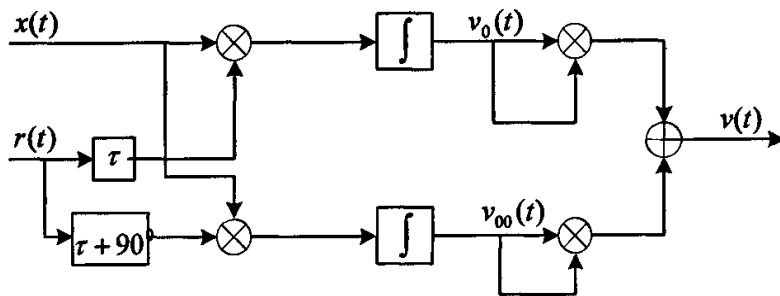 x(t)
∫
v₀(t)
r(t)
τ
v(t)
τ + 90
∫
v₀₀(t)